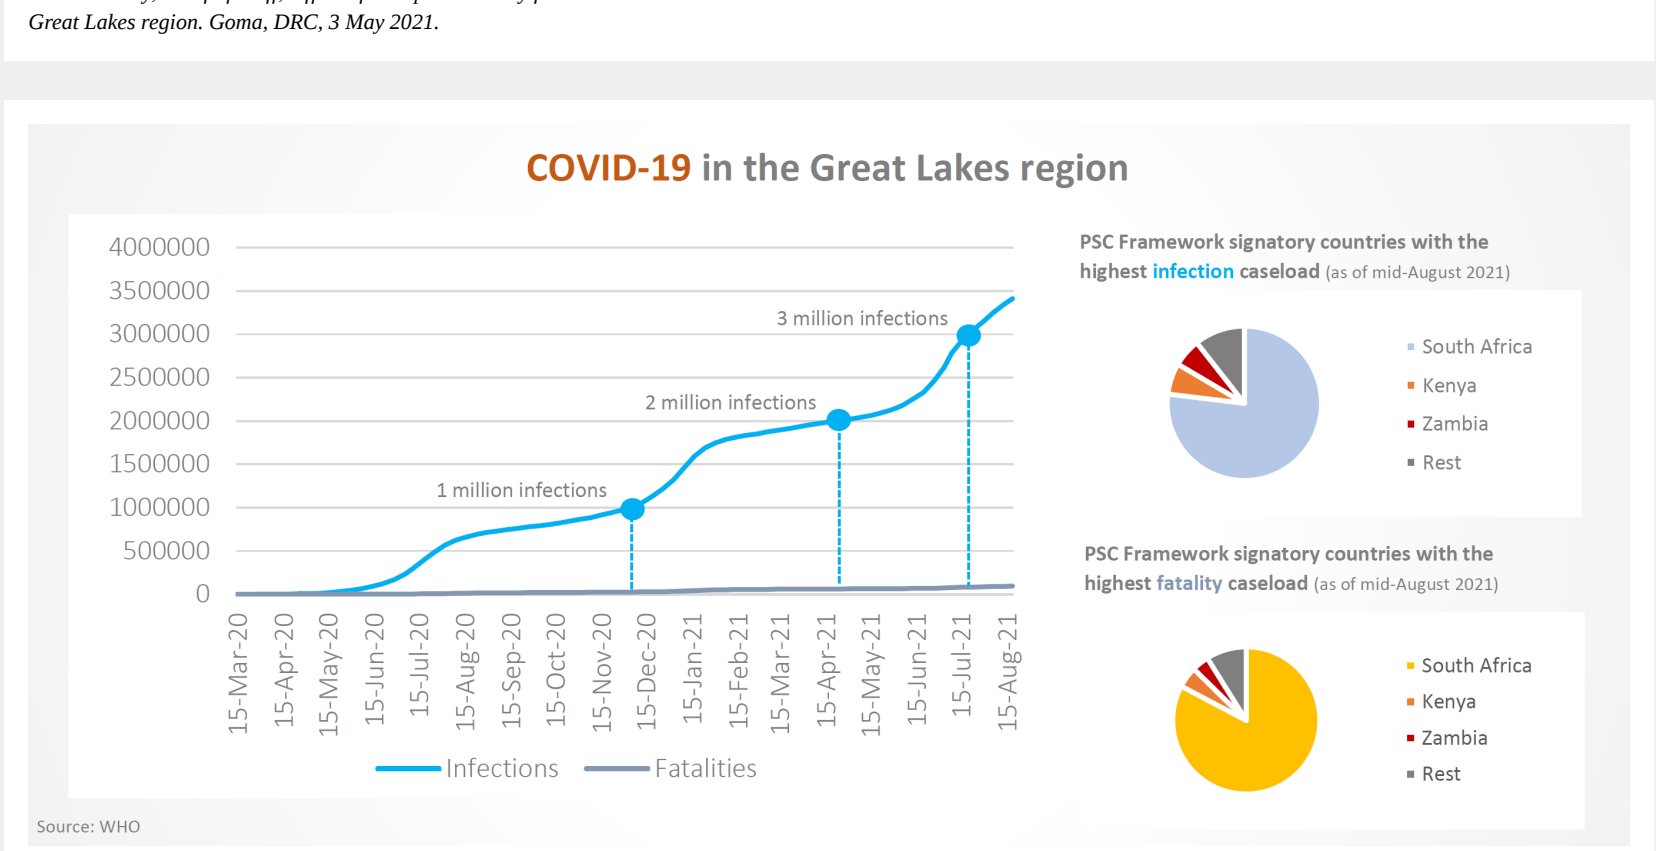 Great Lakes region. Goma, DRC, 3 May 2021.
COVID-19 in the Great Lakes region
4000000
3500000
3000000
2500000
2000000
1500000
1000000
500000
0
3 million infections
2 million infections
1 million infections
15-Mar-20
15-Apr-20
15-May-20
15-Jun-20
15-Jul-20
15-Aug-20
15-Sep-20
15-Oct-20
15-Nov-20
15-Dec-20
15-Jan-21
15-Feb-21
15-Mar-21
15-Apr-21
15-May-21
15-Jun-21
15-Jul-21
15-Aug-21
Infections
Fatalities
PSC Framework signatory countries with the
highest infection caseload (as of mid-August 2021)
South Africa
Kenya
Zambia
Rest
PSC Framework signatory countries with the
highest fatality caseload (as of mid-August 2021)
South Africa
Kenya
Zambia
Rest
Source: WHO